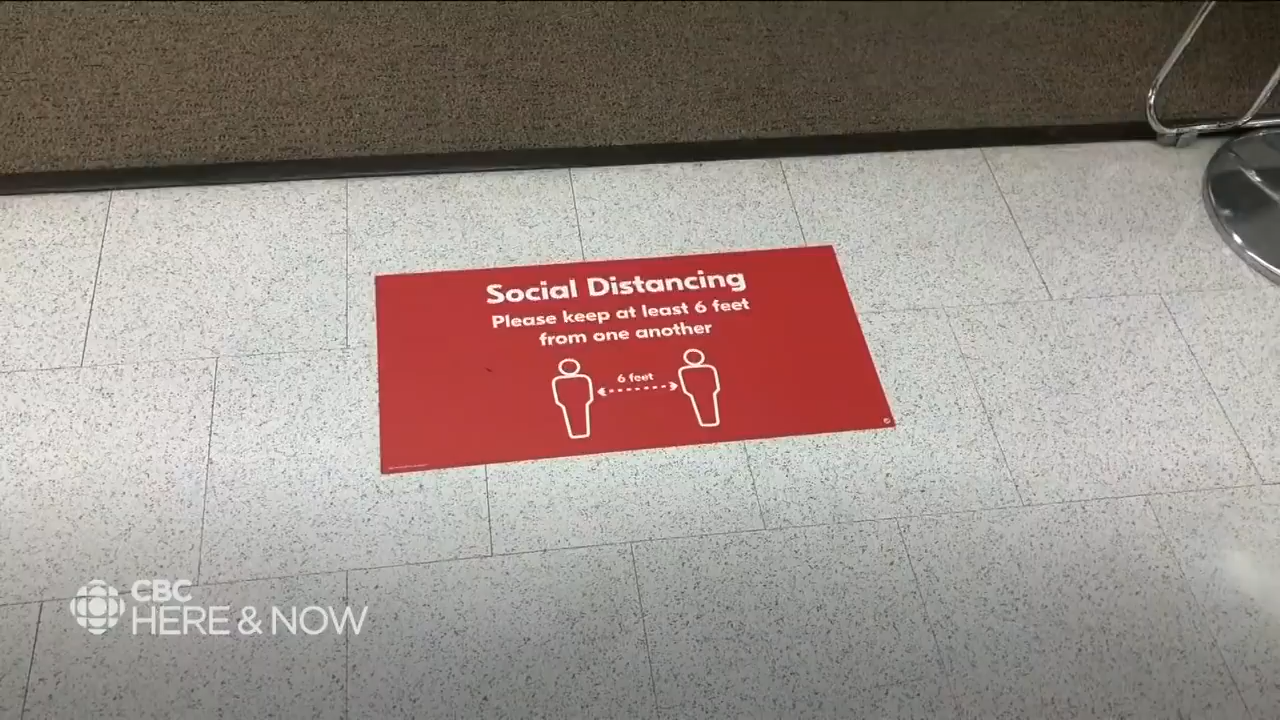 Social Distancing
Please keep at least 6 feet
from one another
6 feet
CBC
HERE & NOW